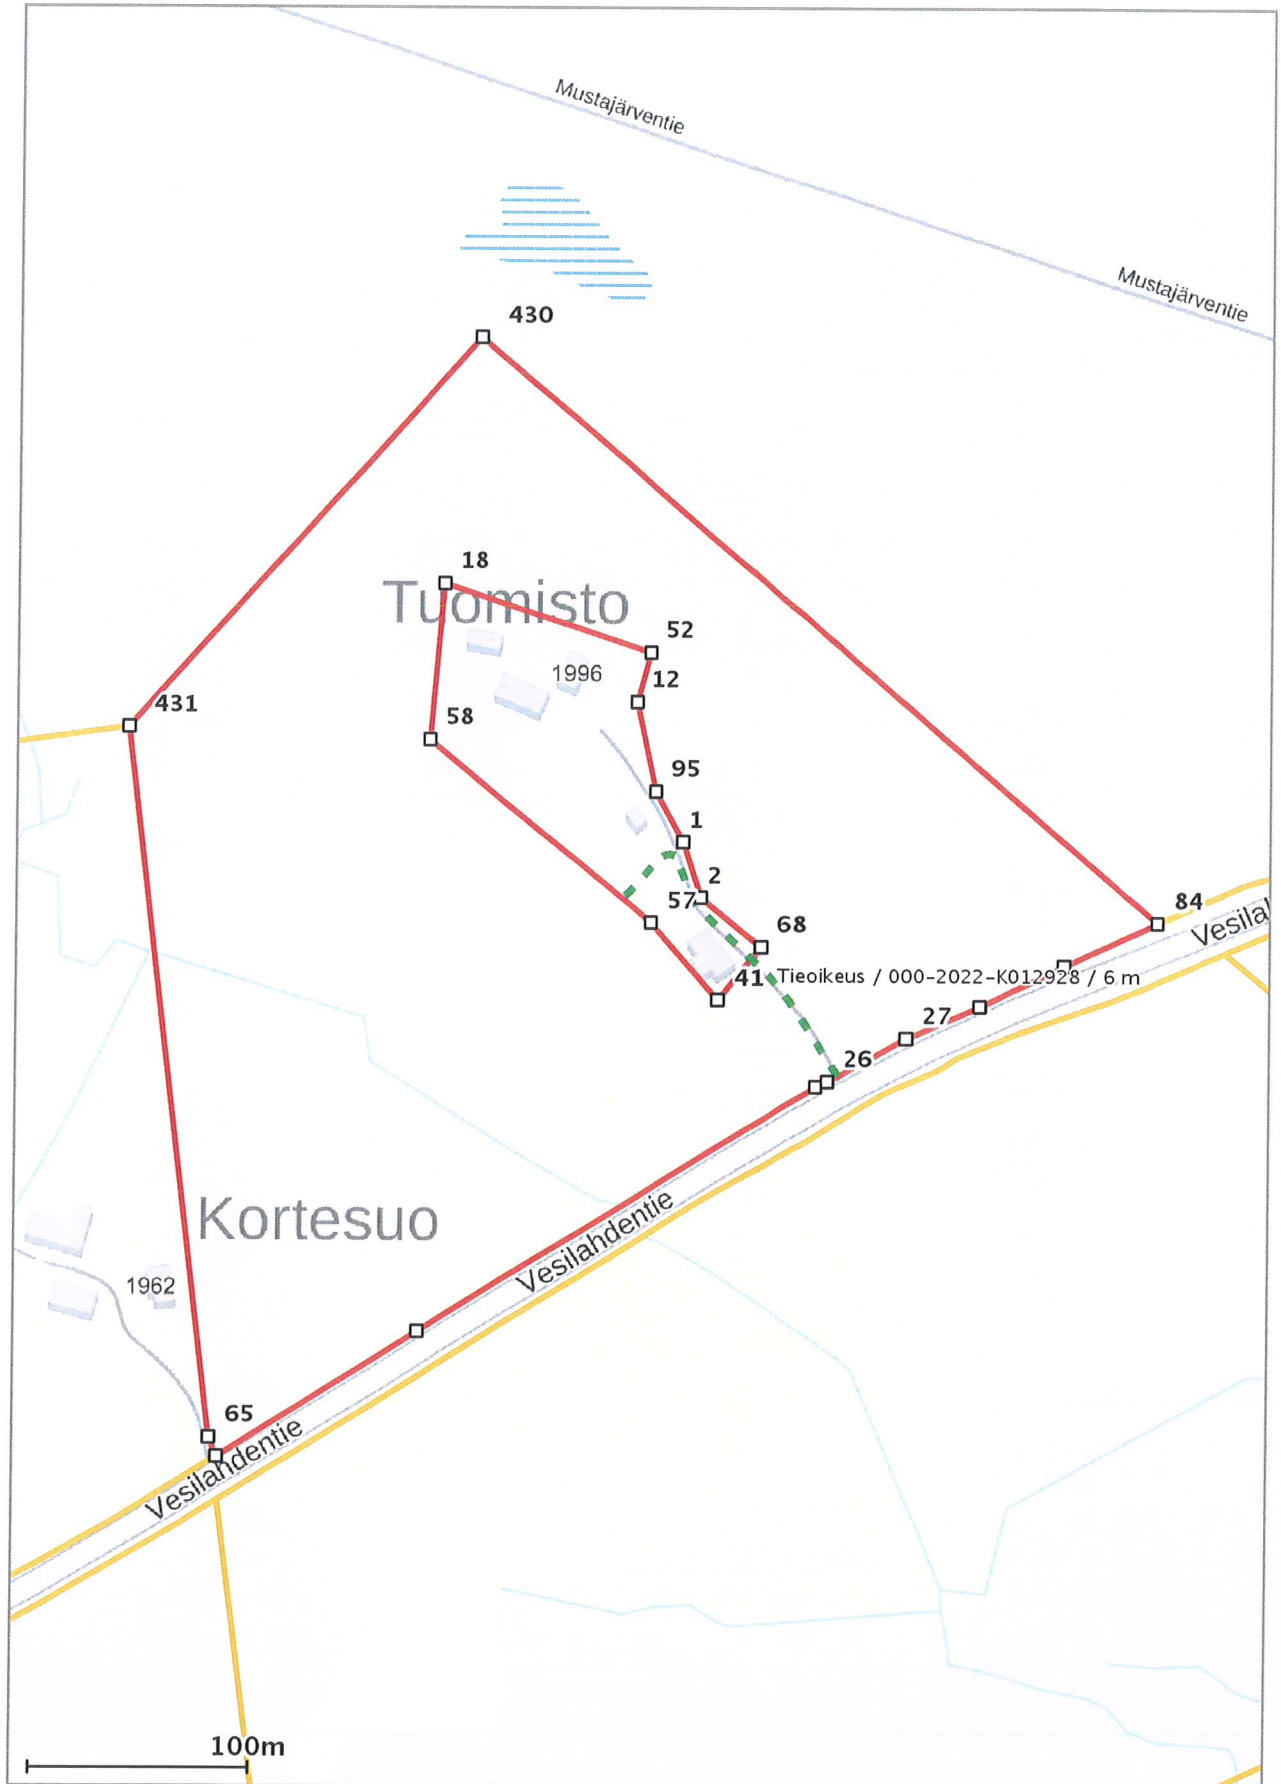 Mustajärventie
Mustajärventie
430
18
Tuomisto
52
1996
12
431
58
95
1
2
57
84
68
Vesilal
41
Tieoikeus / 000-2022-K012928 / 6 m
27
26
Kortesuo
Vesilahdentie
1962
65
Vesilahdentie
100m